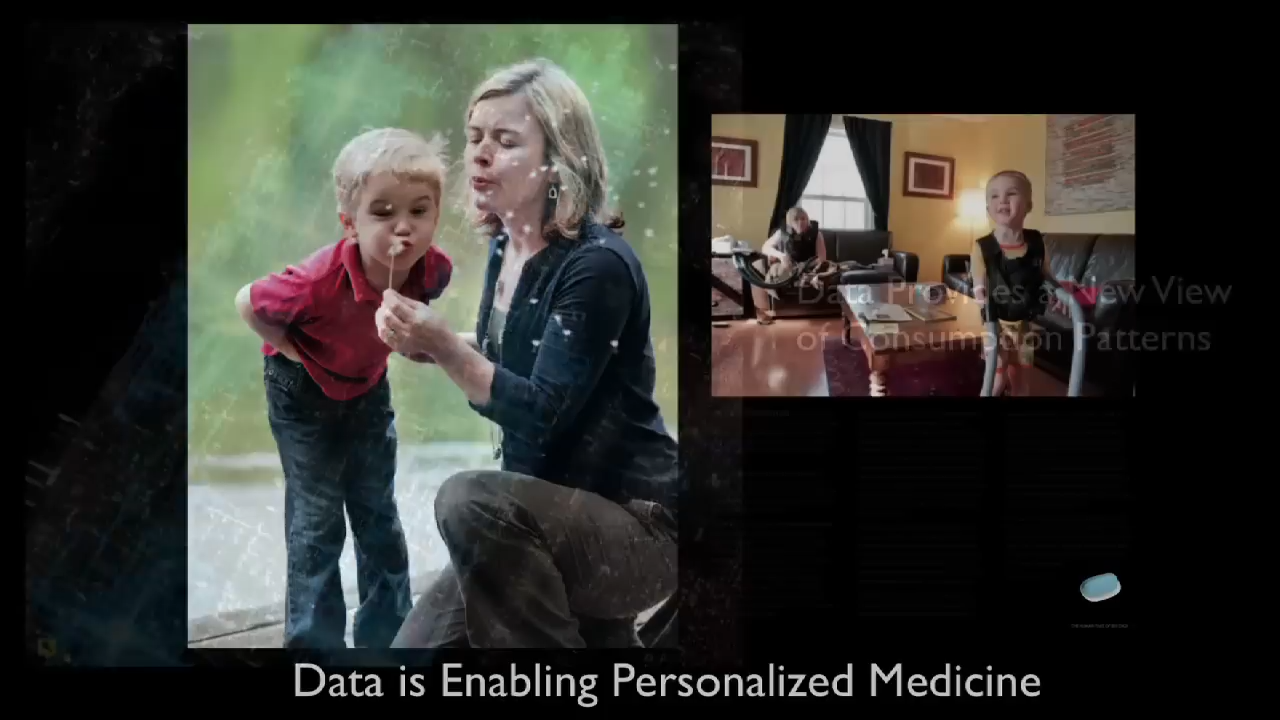 Data Provides a New View
of Consumption Patterns
Data is Enabling Personalized Medicine